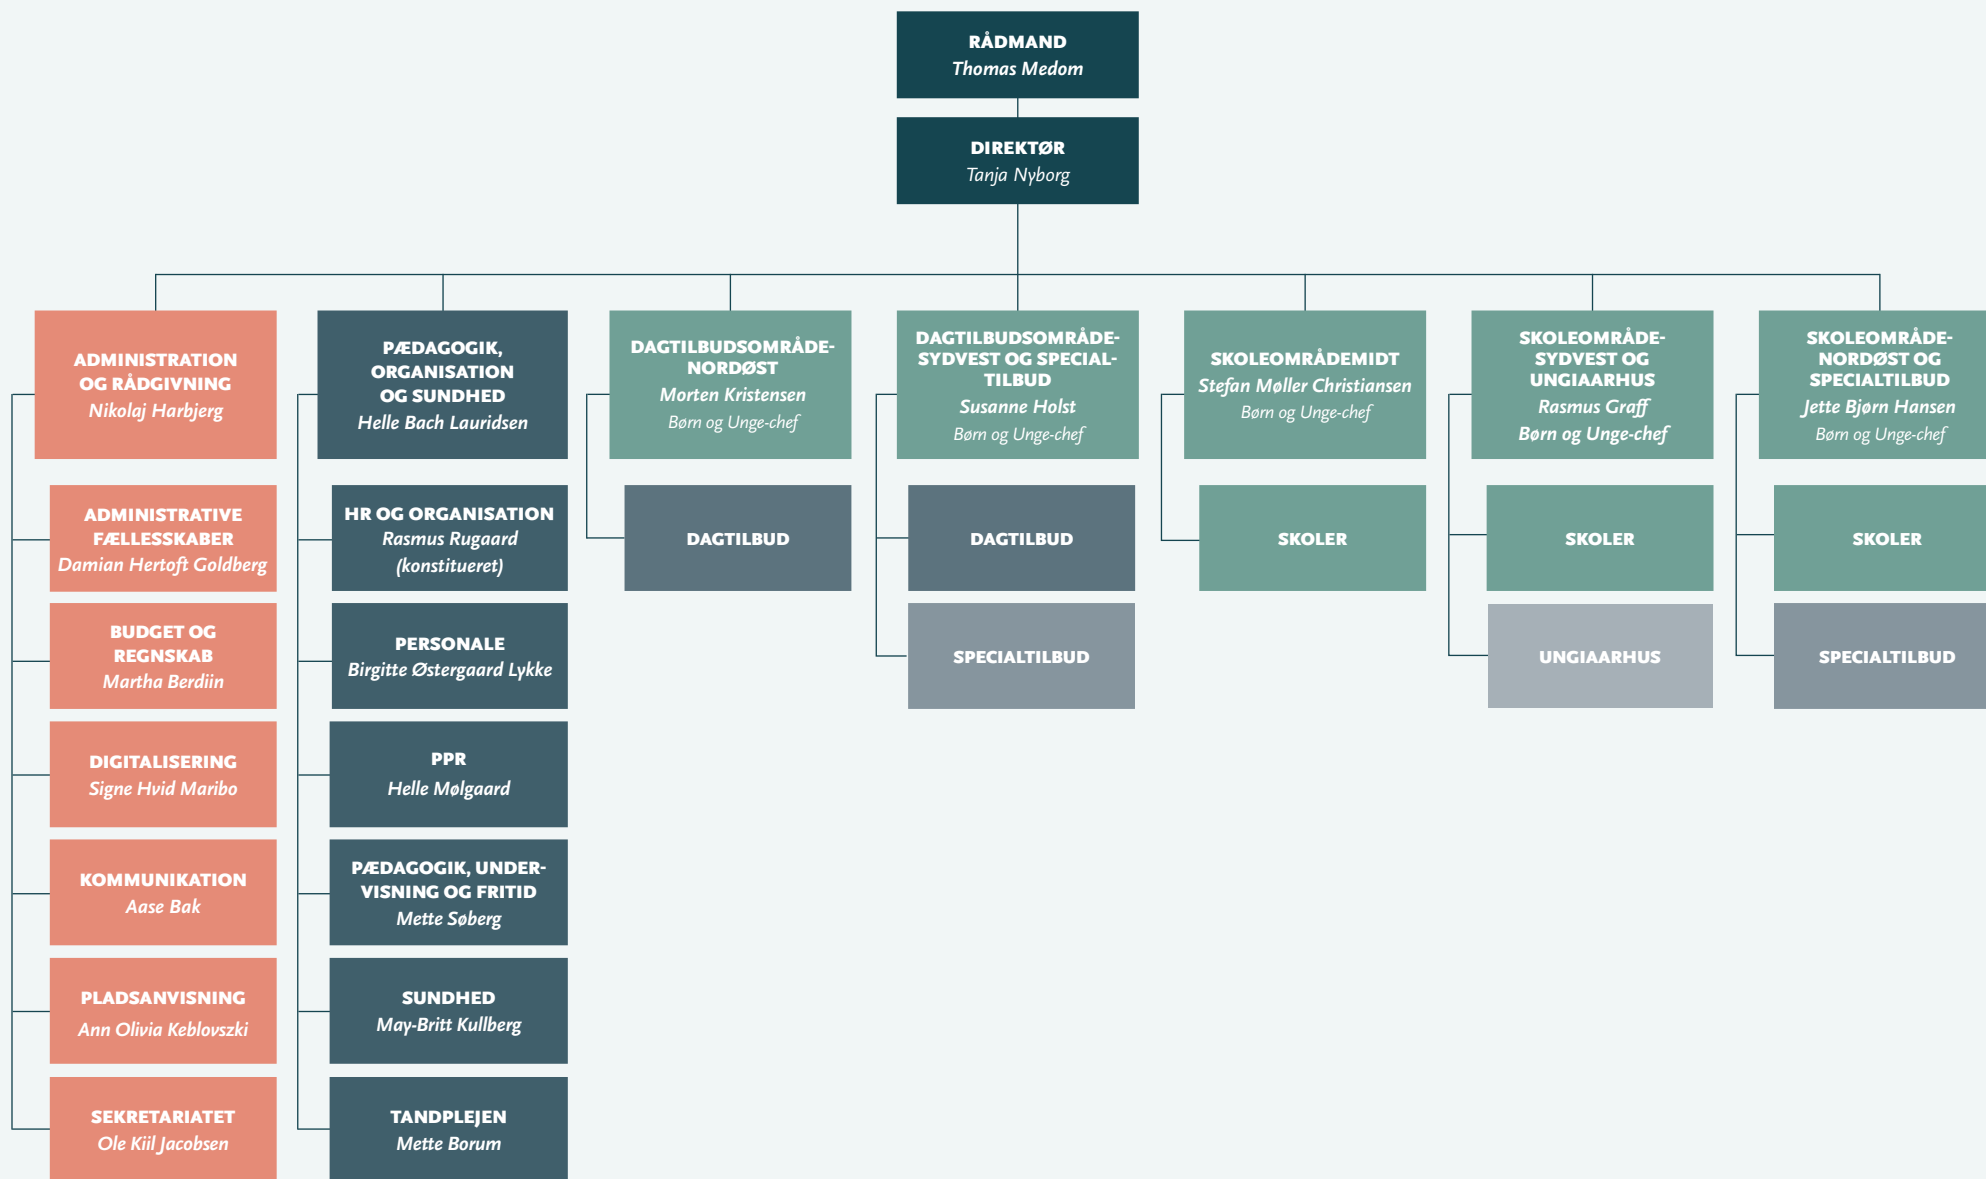 RÅDMAND
Thomas Medom
DIREKTØR
Tanja Nyborg
ADMINISTRATION
OG RÅDGIVNING
Nikolaj Harbjerg
ADMINISTRATIVE
FÆLLESSKABER
Damian Hertoft Goldberg
BUDGET OG
REGNSKAB
Martha Berdiin
DIGITALISERING
Signe Hvid Maribo
KOMMUNIKATION
Aase Bak
PLADSANVISNING
Ann Olivia Keblovszki
SEKRETARIATET
Ole Kiil Jacobsen
PÆDAGOGIK,
ORGANISATION
OG SUNDHED
Helle Bach Lauridsen
HR OG ORGANISATION
Rasmus Rugaard
(konstitueret)
PERSONALE
Birgitte Østergaard Lykke
PPR
Helle Mølgaard
PÆDAGOGIK, UNDER-
VISNING OG FRITID
Mette Søberg
SUNDHED
May-Britt Kullberg
TANDPLEJEN
Mette Borum
DAGTILBUDSOMRÅDE-
NORDØST
Morten Kristensen
Børn og Unge-chef
DAGTILBUD
DAGTILBUDSOMRÅDE-
SYDVEST OG SPECIAL-
TILBUD
Susanne Holst
Børn og Unge-chef
DAGTILBUD
SPECIALTILBUD
SKOLEOMRÅDEMIDT
Stefan Møller Christiansen
Børn og Unge-chef
SKOLER
SKOLEOMRÅDE-
SYDVEST OG
UNGIAARHUS
Rasmus Graff
Børn og Unge-chef
SKOLER
UNGIAARHUS
SKOLEOMRÅDE-
NORDØST OG
SPECIALTILBUD
Jette Bjørn Hansen
Børn og Unge-chef
SKOLER
SPECIALTILBUD